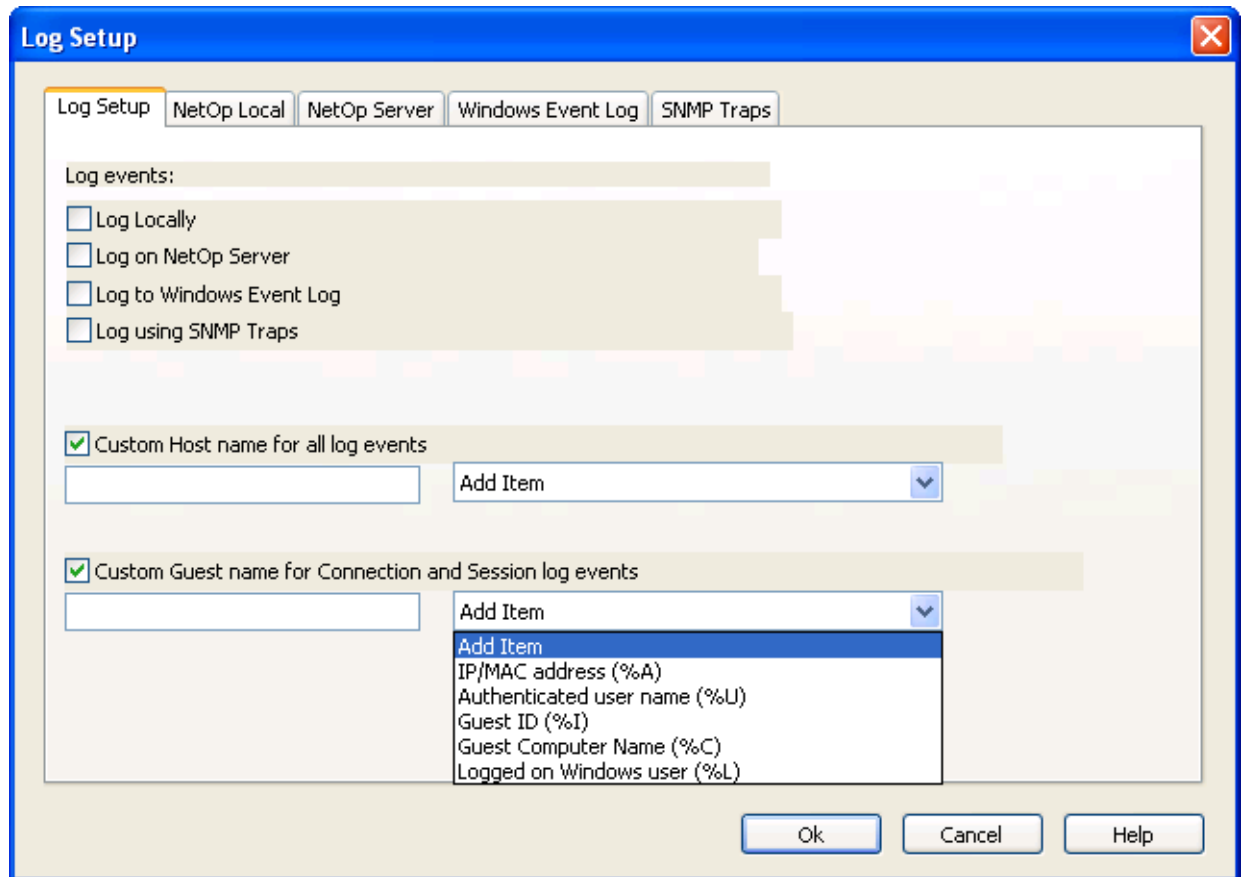 Log Setup
Log Setup NetOp Local NetOp Server Windows Event Log SNMP Traps
Log events:
Log Locally
Log on NetOp Server
Log to Windows Event Log
Log using SNMP Traps
Custom Host name for all log events
Add Item
Custom Guest name for Connection and Session log events
Add Item
Add Item
IP/MAC address (%A)
Authenticated user name (%U)
Guest ID (%I)
Guest Computer Name (%C)
Logged on Windows user (%L)
Ok Cancel Help